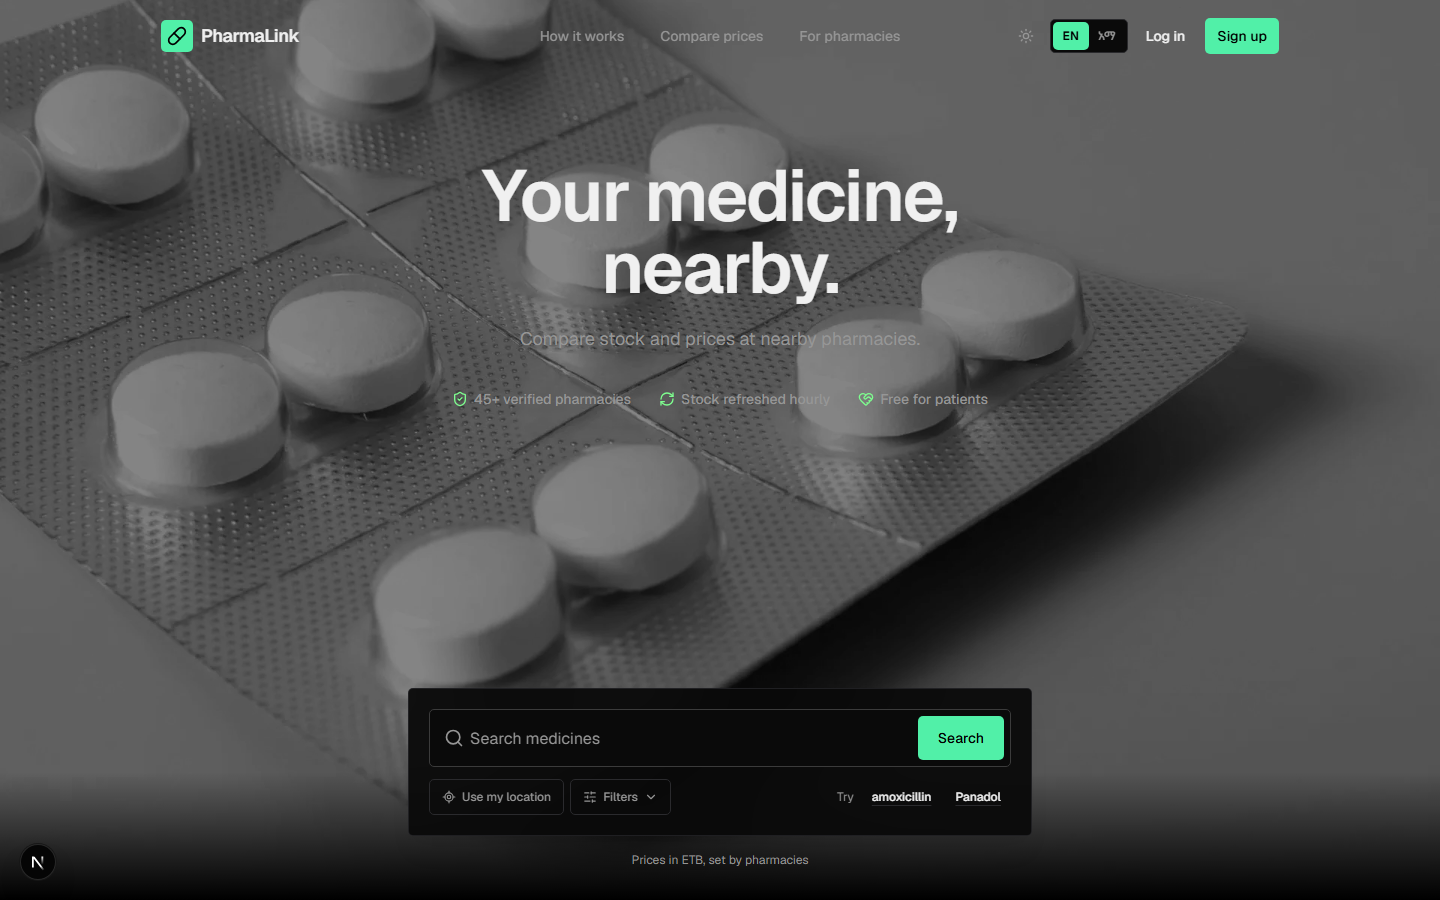 PharmaLink
How it works
Compare prices
For pharmacies
EN
አማ
Log in
Sign up
Your medicine,
nearby.
Compare stock and prices at nearby pharmacies.
45+ verified pharmacies
Stock refreshed hourly
Free for patients
Search medicines
Search
Use my location
Filters
Try
amoxicillin
Panadol
Prices in ETB, set by pharmacies
N